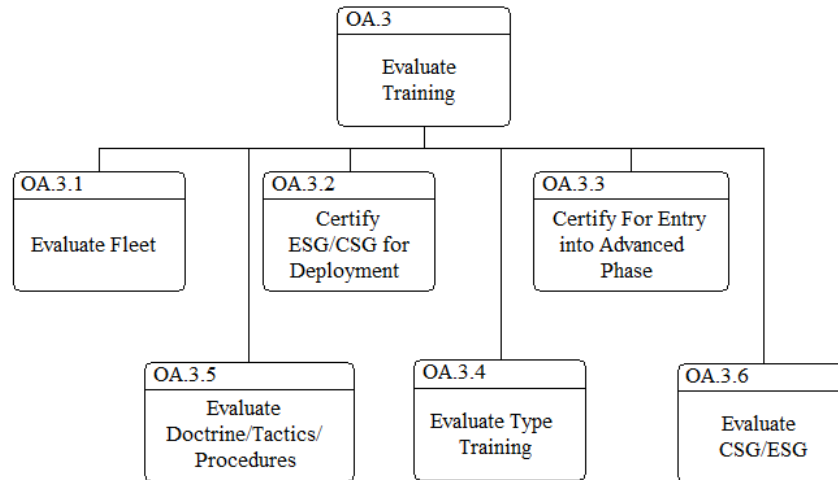 OA.3
Evaluate
Training
OA.3.1
Evaluate Fleet
OA.3.2
Certify
ESG/CSG for
Deployment
OA.3.3
Certify For Entry
into Advanced
Phase
OA.3.5
Evaluate
Doctrine/Tactics/
Procedures
OA.3.4
Evaluate Type
Training
OA.3.6
Evaluate
CSG/ESG